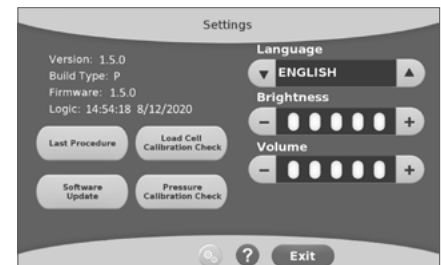 Settings
Version: 1.5.0
Build Type: P
Firmware: 1.5.0
Logic: 14:54:18 8/12/2020
Last Procedure
Load Cell
Calibration Check
Software
Update
Pressure
Calibration Check
Language
▼ ENGLISH ▲
Brightness
− +
Volume
− +
? Exit